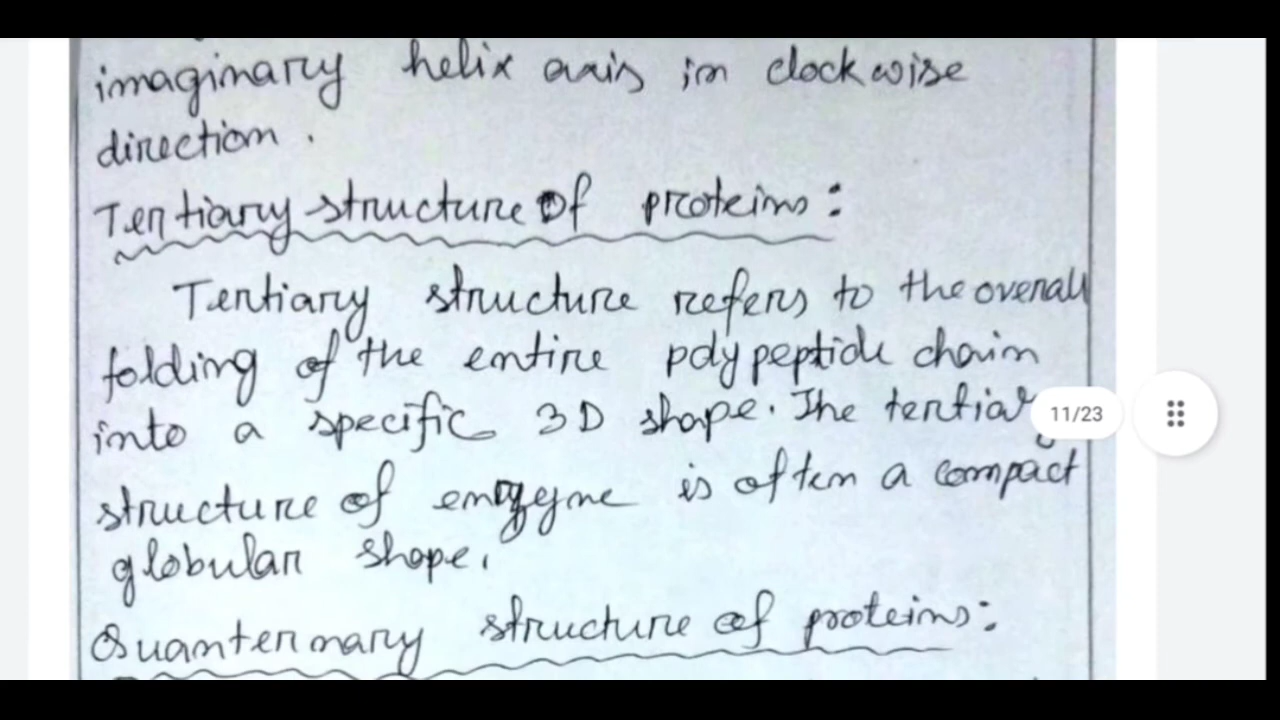 imaginary helix axis in clockwise
direction.
Tertiary structure of proteins:
Tertiary structure refers to the overall
folding of the entire polypeptide chain
into a specific 3D shape. The tertiary
11/23
structure of enzyme is often a compact
globular shape.
Quanternary structure of proteins: